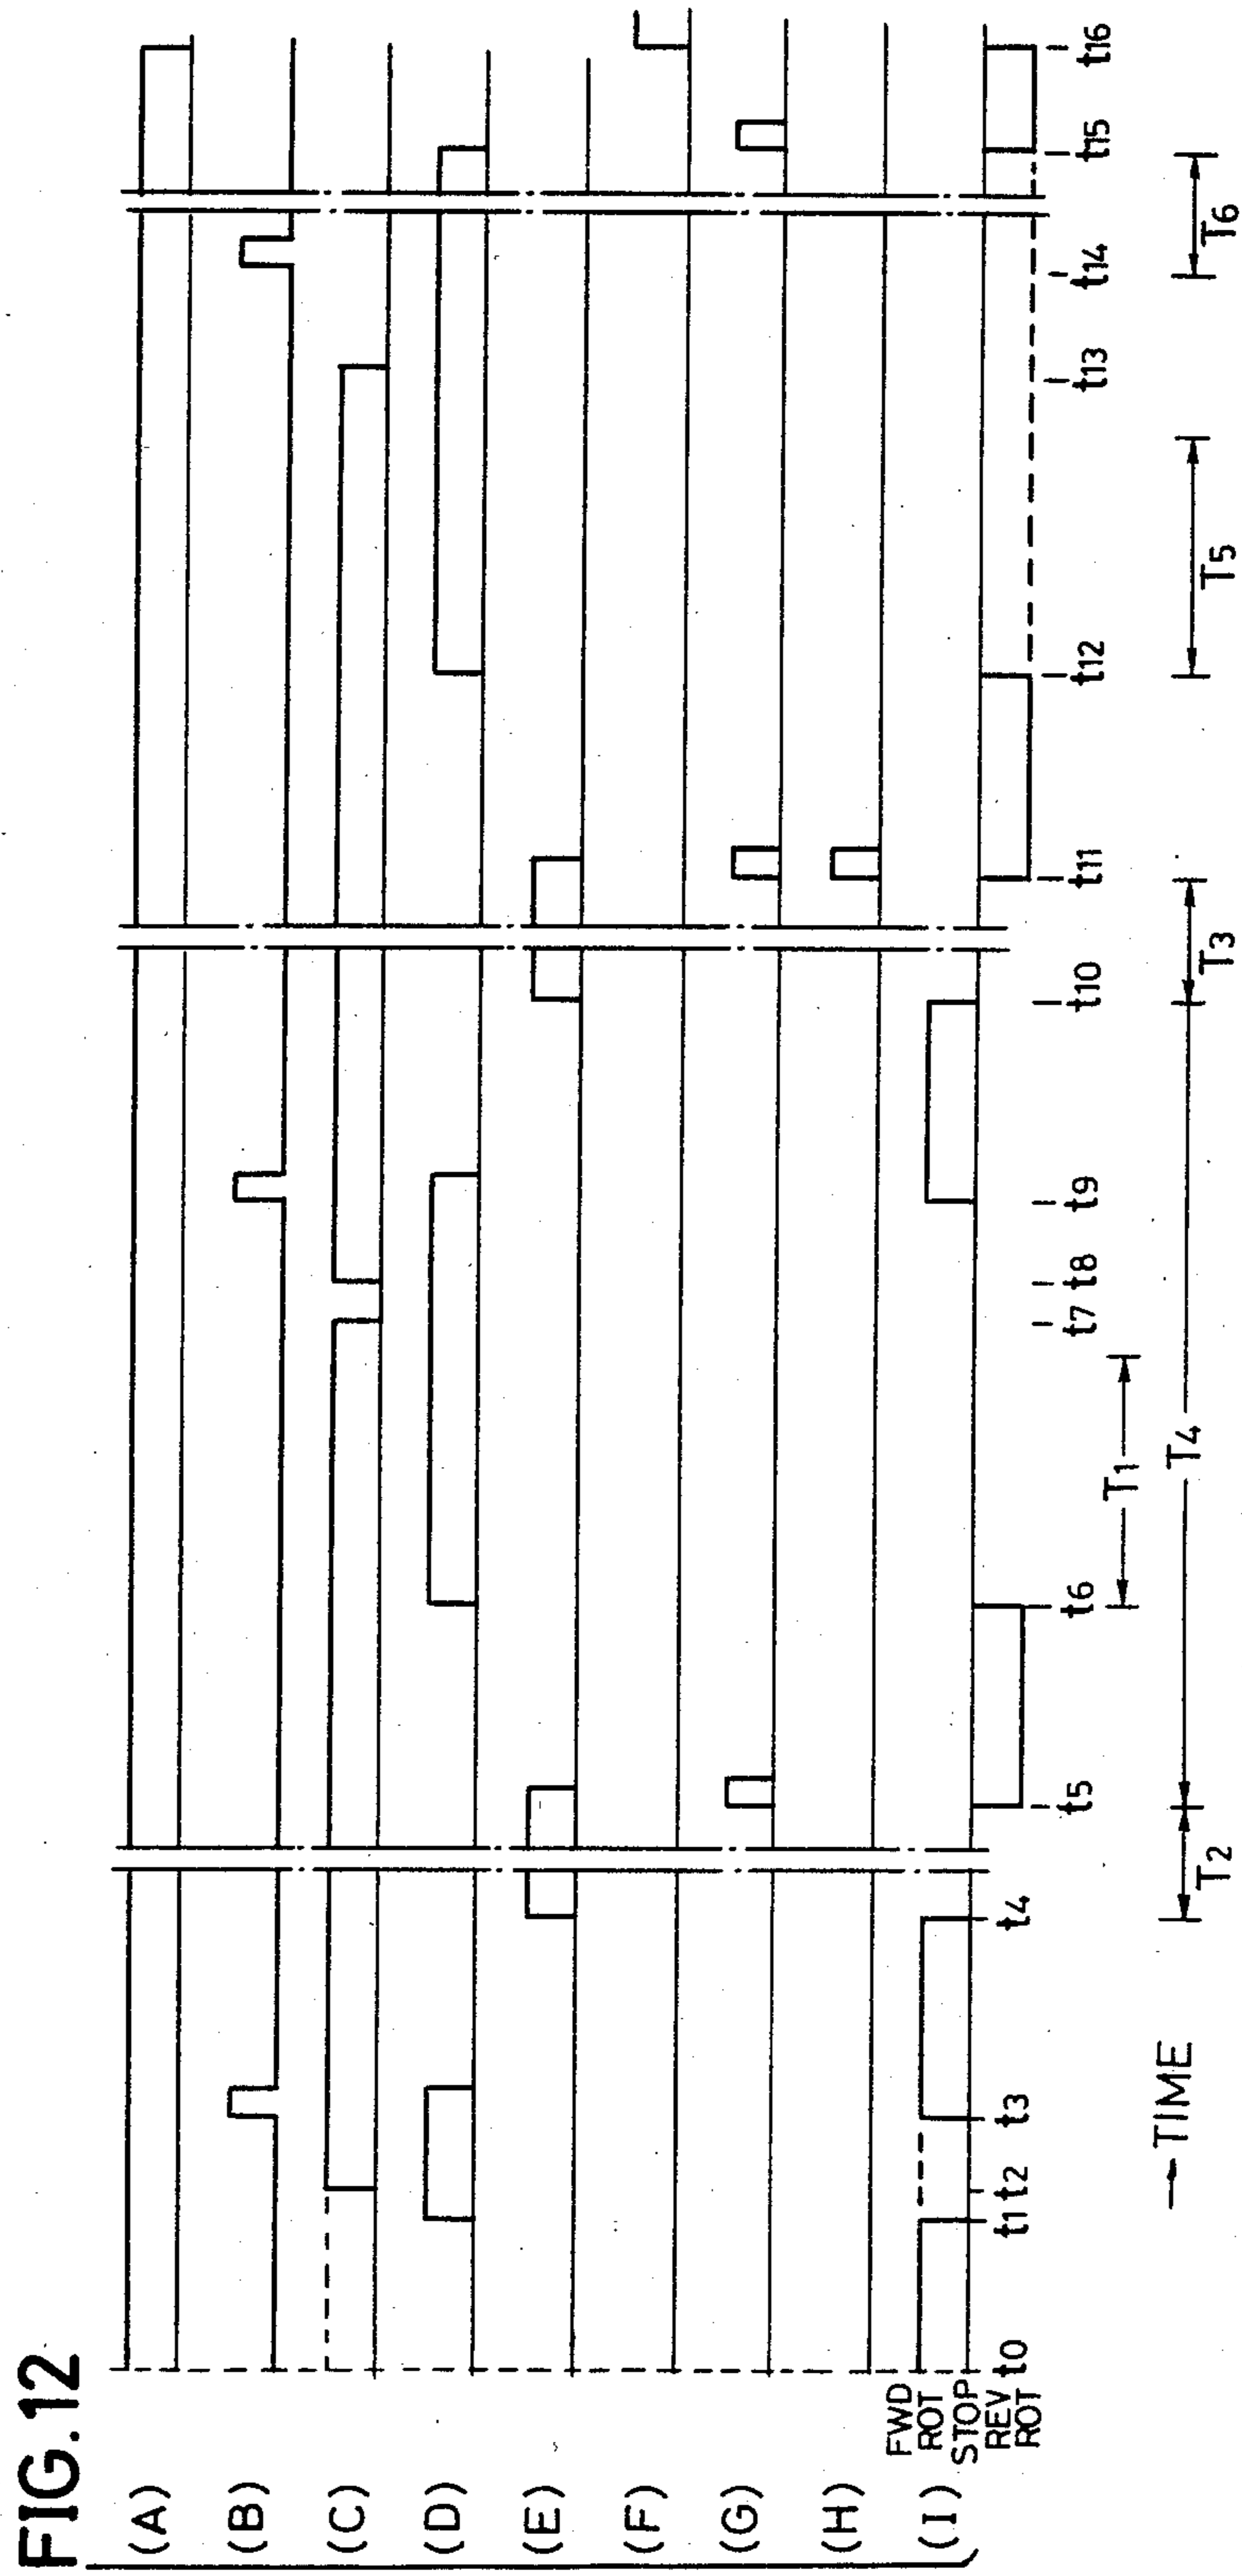 FIG.12
(A)
(B)
(C)
(D)
(E)
(F)
(G)
(H)
(I)
FWD
ROT
STOP
REV
ROT
t0
t1
t2
t3
t4
t5
t6
t7
t8
t9
t10
t11
t12
t13
t14
t15
t16
TIME
T2
T1
T4
T3
T5
T6